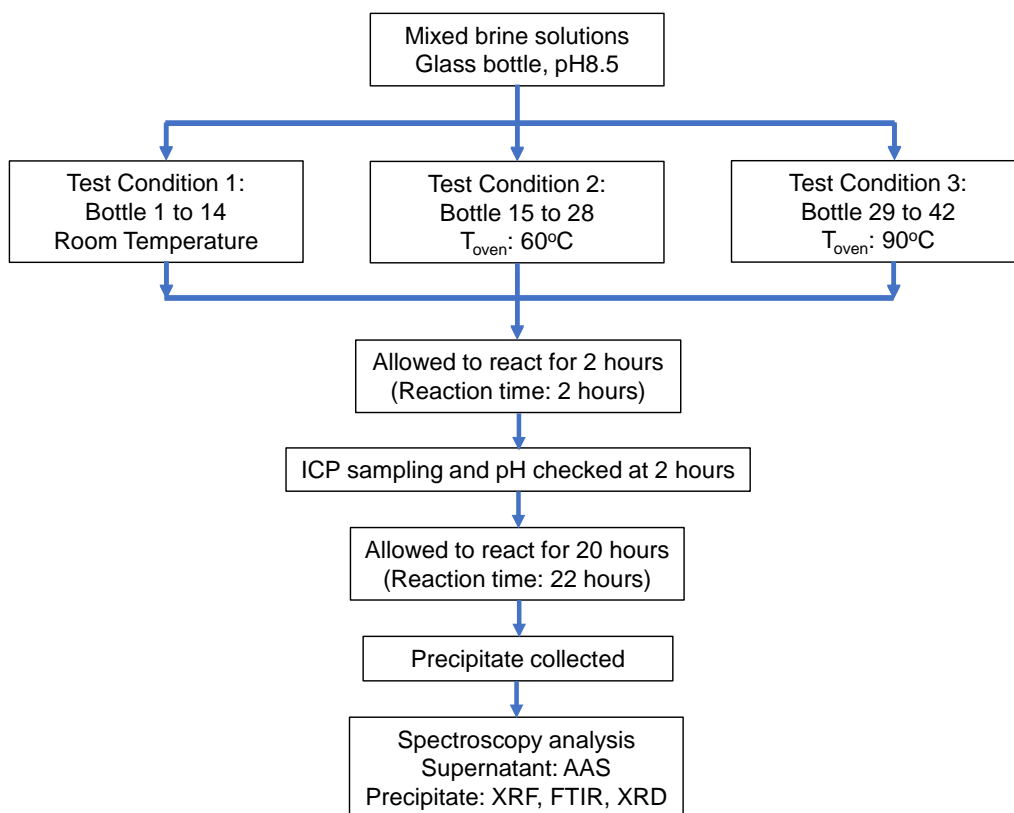 Mixed brine solutions
Glass bottle, pH8.5
Test Condition 1:
Bottle 1 to 14
Room Temperature
Test Condition 2:
Bottle 15 to 28
Toven: 60oC
Test Condition 3:
Bottle 29 to 42
Toven: 90oC
Allowed to react for 2 hours
(Reaction time: 2 hours)
ICP sampling and pH checked at 2 hours
Allowed to react for 20 hours
(Reaction time: 22 hours)
Precipitate collected
Spectroscopy analysis
Supernatant: AAS
Precipitate: XRF, FTIR, XRD